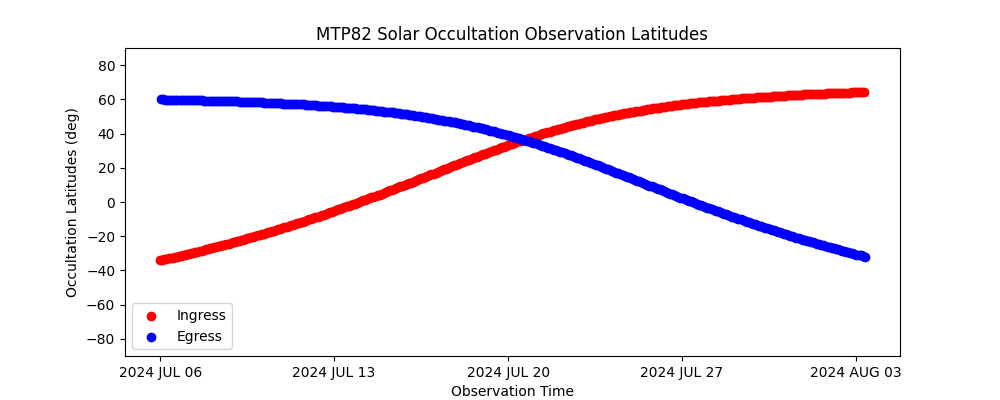 MTP82 Solar Occultation Observation Latitudes
Occultation Latitudes (deg)
80
60
40
20
0
−20
−40
−60
−80
Ingress
Egress
2024 JUL 06 2024 JUL 13 2024 JUL 20 2024 JUL 27 2024 AUG 03
Observation Time